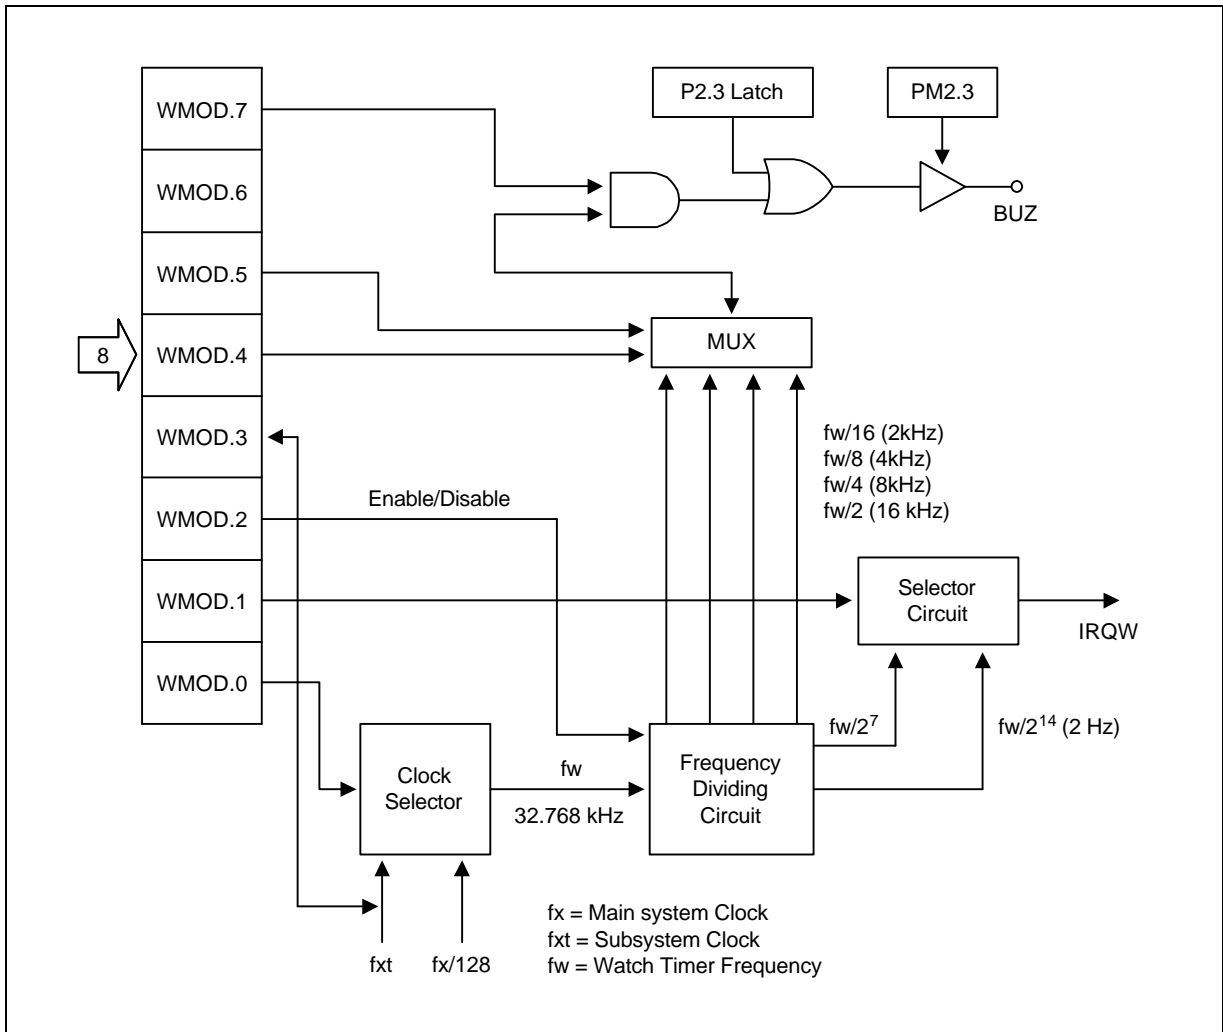 WMOD.7
P2.3 Latch
PM2.3
WMOD.6
BUZ
WMOD.5
MUX
8
WMOD.4
WMOD.3
fw/16 (2kHz)
fw/8 (4kHz)
fw/4 (8kHz)
fw/2 (16 kHz)
Enable/Disable
WMOD.2
WMOD.1
Selector
Circuit
IRQW
WMOD.0
fw/2⁷
fw/2¹⁴ (2 Hz)
Clock
Selector
fw
32.768 kHz
Frequency
Dividing
Circuit
fxt
fx/128
fx = Main system Clock
fxt = Subsystem Clock
fw = Watch Timer Frequency